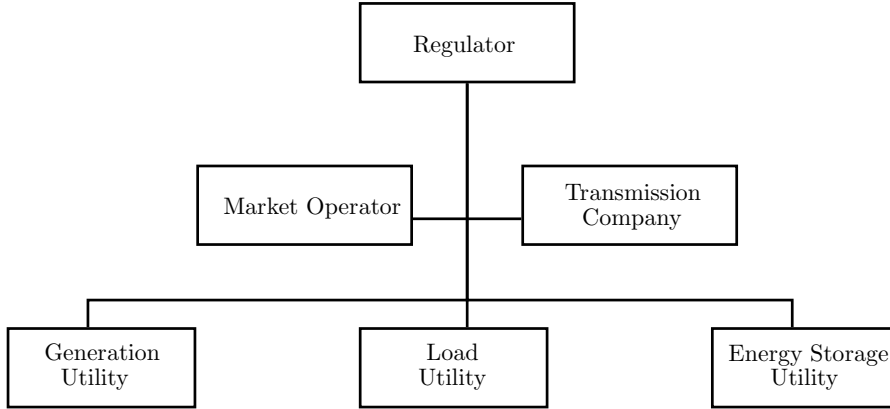 Regulator
Market Operator
Transmission
Company
Generation
Utility
Load
Utility
Energy Storage
Utility